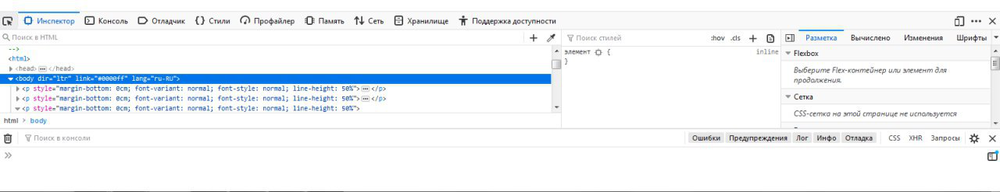 Инспектор Консоль Отладчик {} Стили Профайлер Память Сеть Хранилище Поддержка доступности
Поиск в HTML
+
Поиск стилей
:hov .cls +
Разметка Вычислено Изменения Шрифты
-->
<html>
<head> ... </head>
<body dir="ltr" link="#0000ff" lang="ru-RU">
<p style="margin-bottom: 0cm; font-variant: normal; font-style: normal; line-height: 50%"> ... </p>
<p style="margin-bottom: 0cm; font-variant: normal; font-style: normal; line-height: 50%"> ... </p>
<p style="margin-bottom: 0cm; font-variant: normal; font-style: normal; line-height: 50%">
html > body
элемент {
inline
}
Flexbox
Выберите Flex-контейнер или элемент для
продолжения.
Сетка
CSS-сетка на этой странице не используется
Поиск в консоли
Ошибки Предупреждения Лог Инфо Отладка CSS XHR Запросы
>>